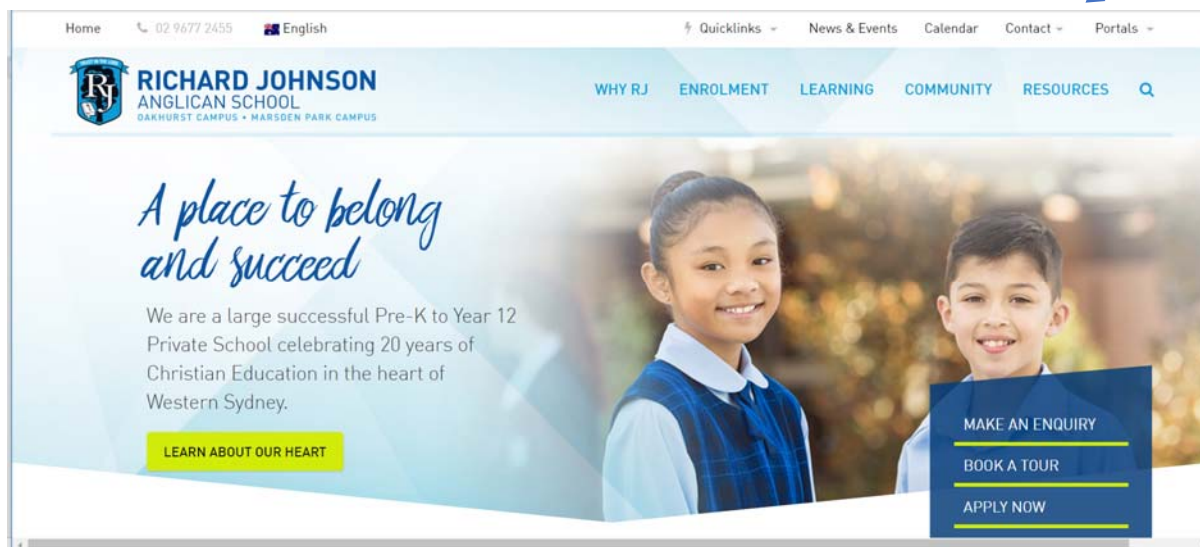 Home 02 9677 2455 English Quicklinks News & Events Calendar Contact Portals
RJ
RICHARD JOHNSON
ANGLICAN SCHOOL
OAKHURST CAMPUS • MARSDEN PARK CAMPUS
WHY RJ ENROLMENT LEARNING COMMUNITY RESOURCES
A place to belong
and succeed
We are a large successful Pre-K to Year 12
Private School celebrating 20 years of
Christian Education in the heart of
Western Sydney.
LEARN ABOUT OUR HEART
MAKE AN ENQUIRY
BOOK A TOUR
APPLY NOW